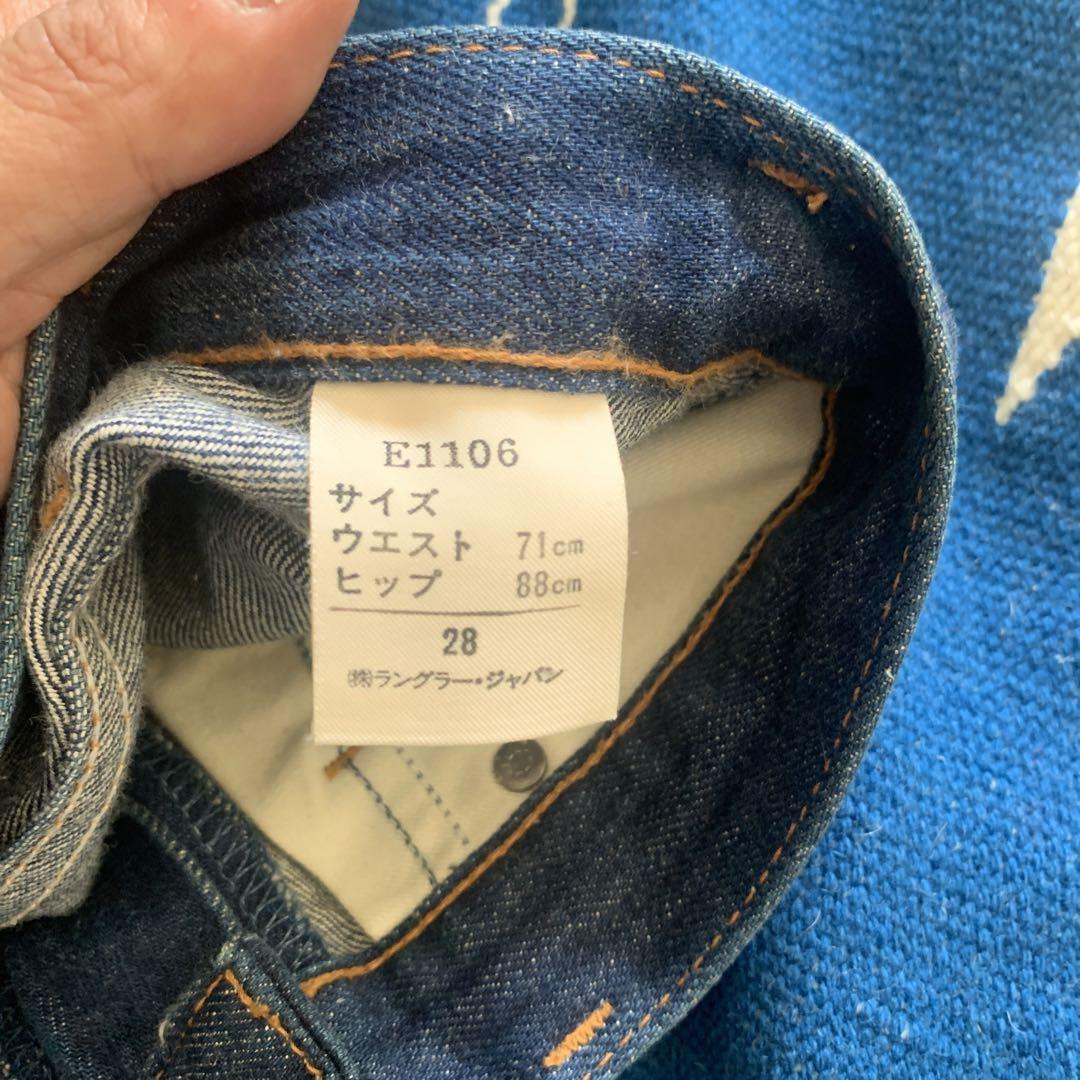 E1106
サイズ
ウエスト 71cm
ヒップ 88cm
28
㈱ラングラー・ジャパン